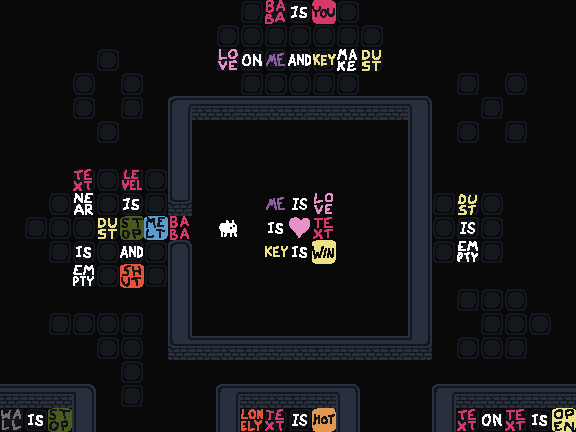 BABA IS YOU
LOVE ON ME AND KEY MAKE DUST
TEXT LEVEL
NEAR IS DUST
DUST STOP MELT BABA
IS AND IS
EMPTY SHUT EMPTY
ME IS LOVE
IS TEXT
KEY IS WIN
WALL IS STOP
LONELY TEXT IS HOT
TEXT ON TEXT IS OPEN